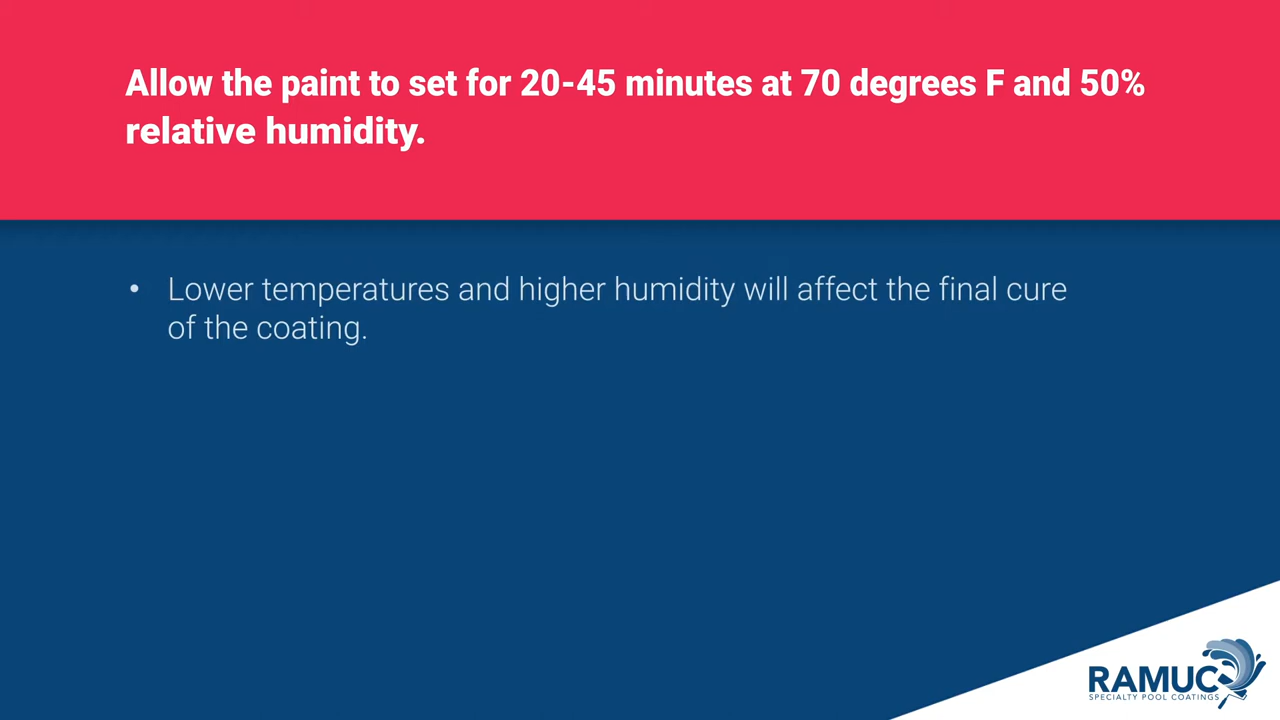 Allow the paint to set for 20-45 minutes at 70 degrees F and 50%
relative humidity.
• Lower temperatures and higher humidity will affect the final cure
of the coating.
RAMUC
SPECIALTY POOL COATINGS